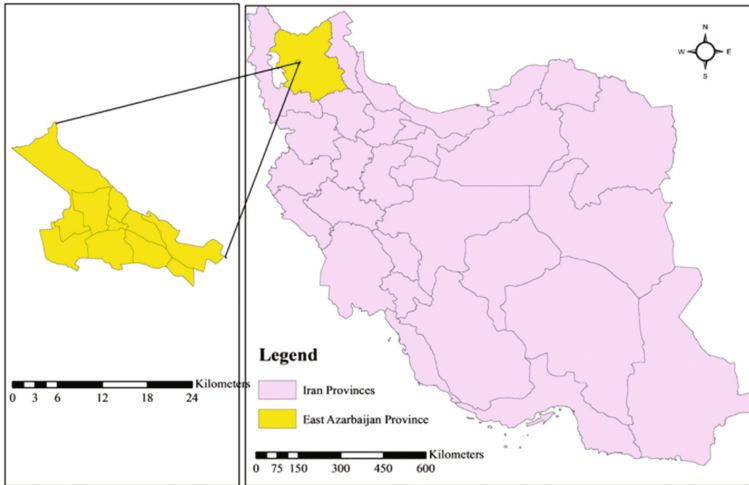 N
W E
S
Legend
Iran Provinces
East Azarbaijan Province
Kilometers
0 3 6 12 18 24
Kilometers
0 75 150 300 450 600